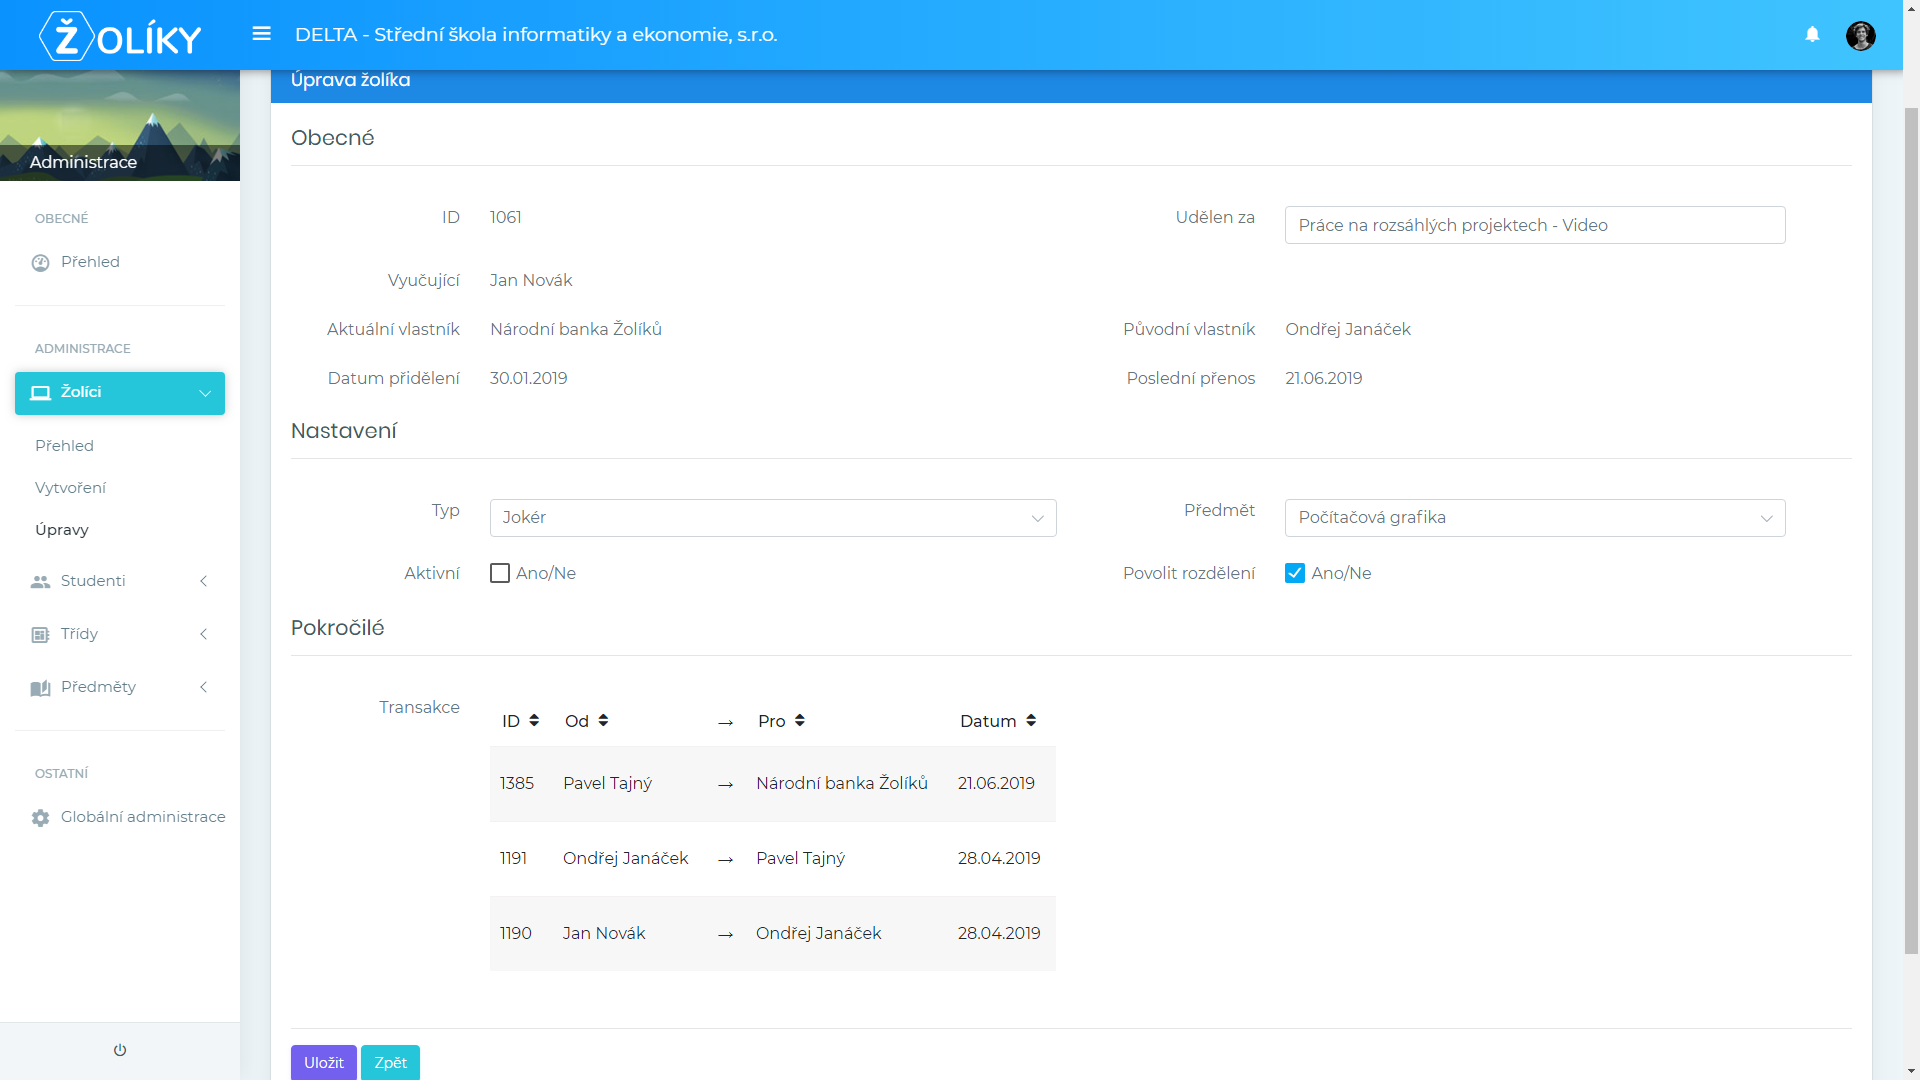 ŽOLÍKY
DELTA - Střední škola informatiky a ekonomie, s.r.o.
Administrace
OBECNÉ
Přehled
ADMINISTRACE
Žolíci
Přehled
Vytvoření
Úpravy
Studenti
Třídy
Předměty
OSTATNÍ
Globální administrace
Úprava žolíka
Obecné
ID 1061 Udělen za Práce na rozsáhlých projektech - Video
Vyučující Jan Novák
Aktuální vlastník Národní banka Žolíků Původní vlastník Ondřej Janáček
Datum přidělení 30.01.2019 Poslední přenos 21.06.2019
Nastavení
Typ Jokér Předmět Počítačová grafika
Aktivní Ano/Ne Povolit rozdělení Ano/Ne
Pokročilé
Transakce
ID Od → Pro Datum
1385 Pavel Tajný → Národní banka Žolíků 21.06.2019
1191 Ondřej Janáček → Pavel Tajný 28.04.2019
1190 Jan Novák → Ondřej Janáček 28.04.2019
Uložit Zpět